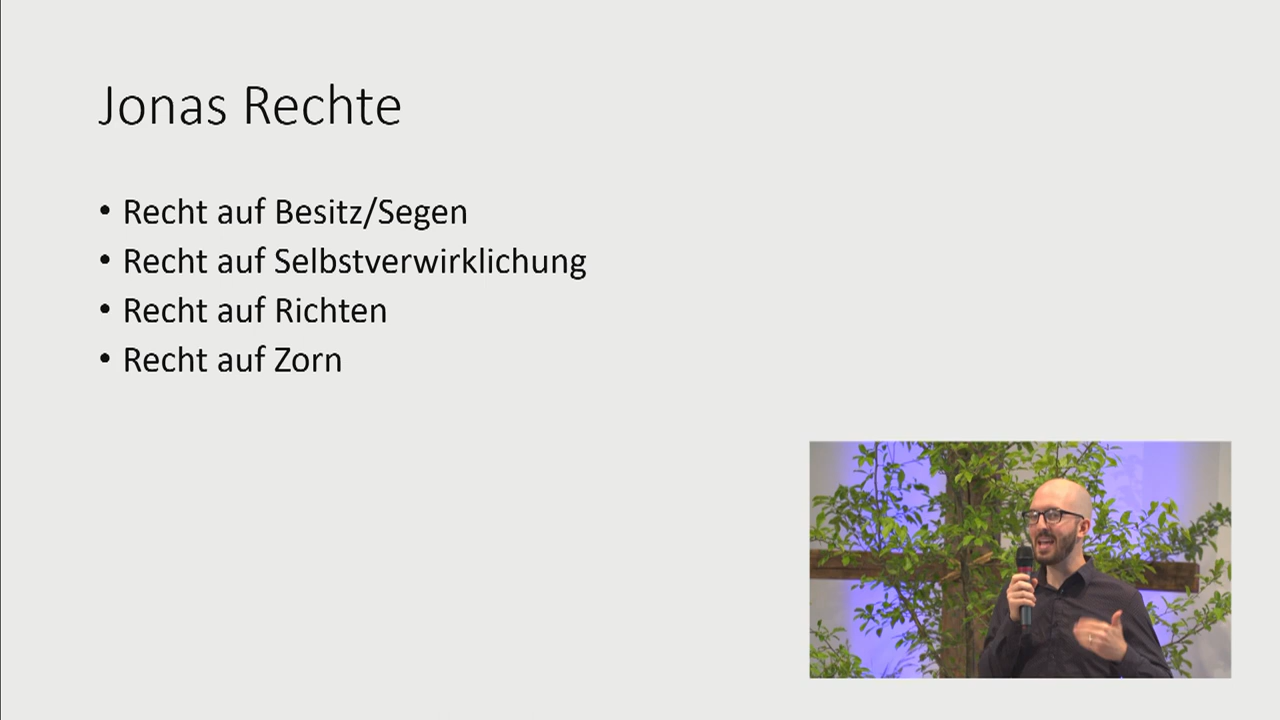 Jonas Rechte
• Recht auf Besitz/Segen
• Recht auf Selbstverwirklichung
• Recht auf Richten
• Recht auf Zorn